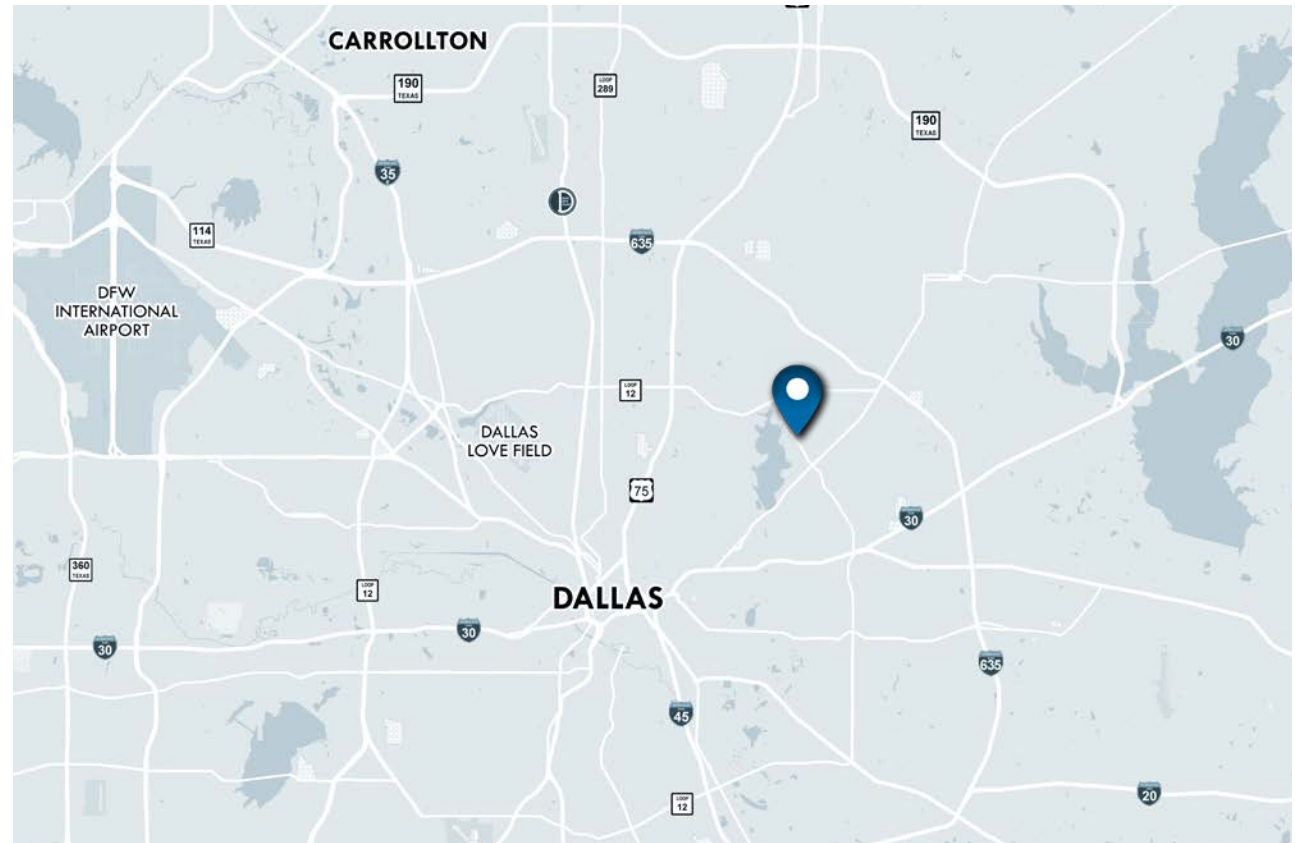 CARROLLTON
190
TEXAS
LOOP
289
190
TEXAS
35
D
114
TEXAS
635
DFW
INTERNATIONAL
AIRPORT
30
LOOP
12
DALLAS
LOVE FIELD
75
30
360
TEXAS
LOOP
12
DALLAS
30
30
635
45
20
LOOP
12